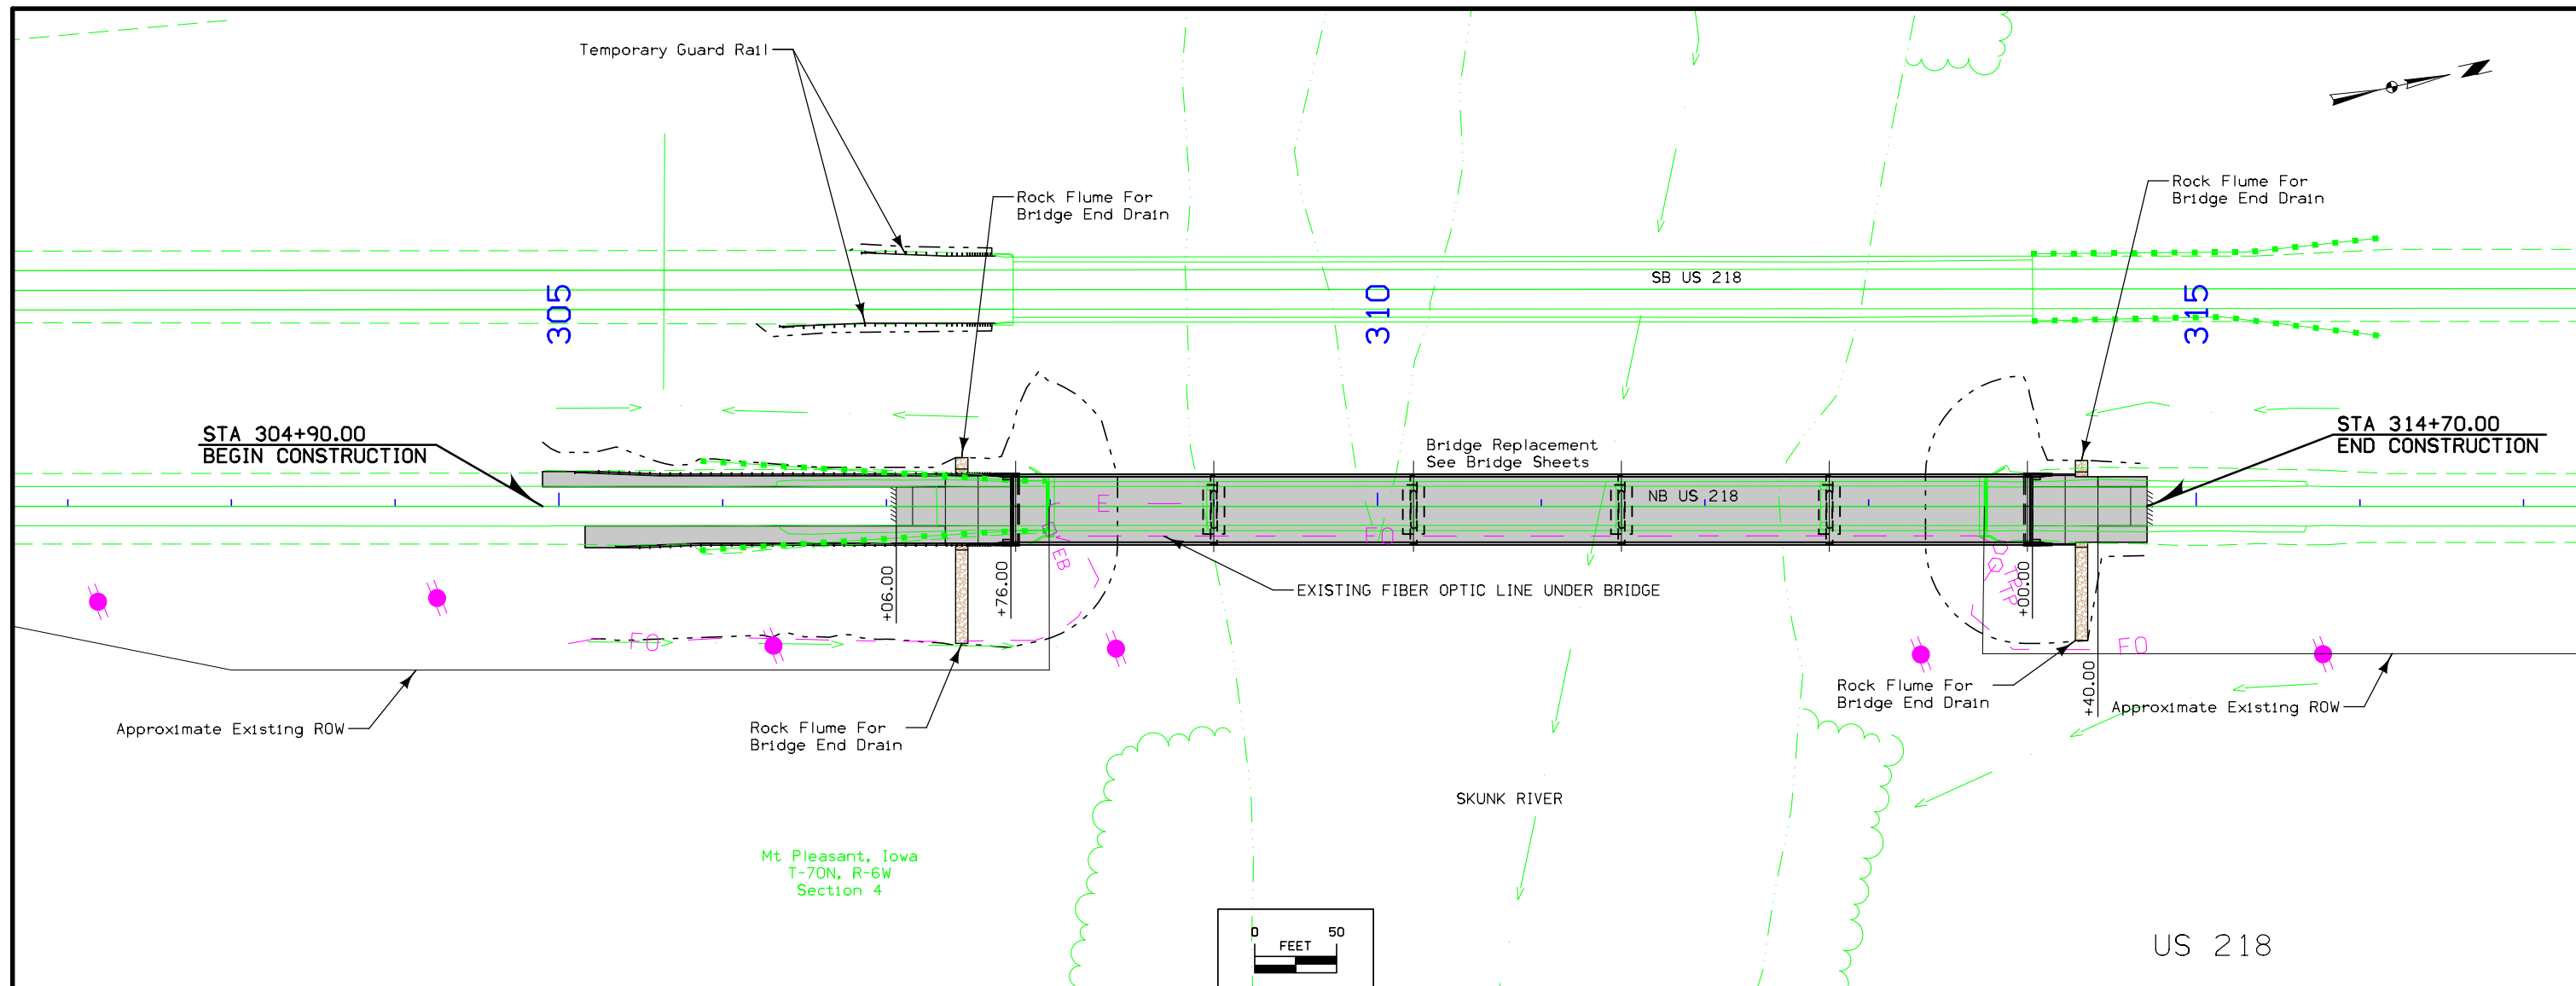 Temporary Guard Rail
Rock Flume For
Bridge End Drain
Rock Flume For
Bridge End Drain
SB US 218
305
310
315
STA 304+90.00
BEGIN CONSTRUCTION
STA 314+70.00
END CONSTRUCTION
Bridge Replacement
See Bridge Sheets
NB US 218
E
FO
EB
TP
TP
+06.00
+76.00
+00.00
+40.00
EXISTING FIBER OPTIC LINE UNDER BRIDGE
FO
FO
Approximate Existing ROW
Rock Flume For
Bridge End Drain
Rock Flume For
Bridge End Drain
Approximate Existing ROW
SKUNK RIVER
Mt Pleasant, Iowa
T-70N, R-6W
Section 4
0 50
FEET
US 218